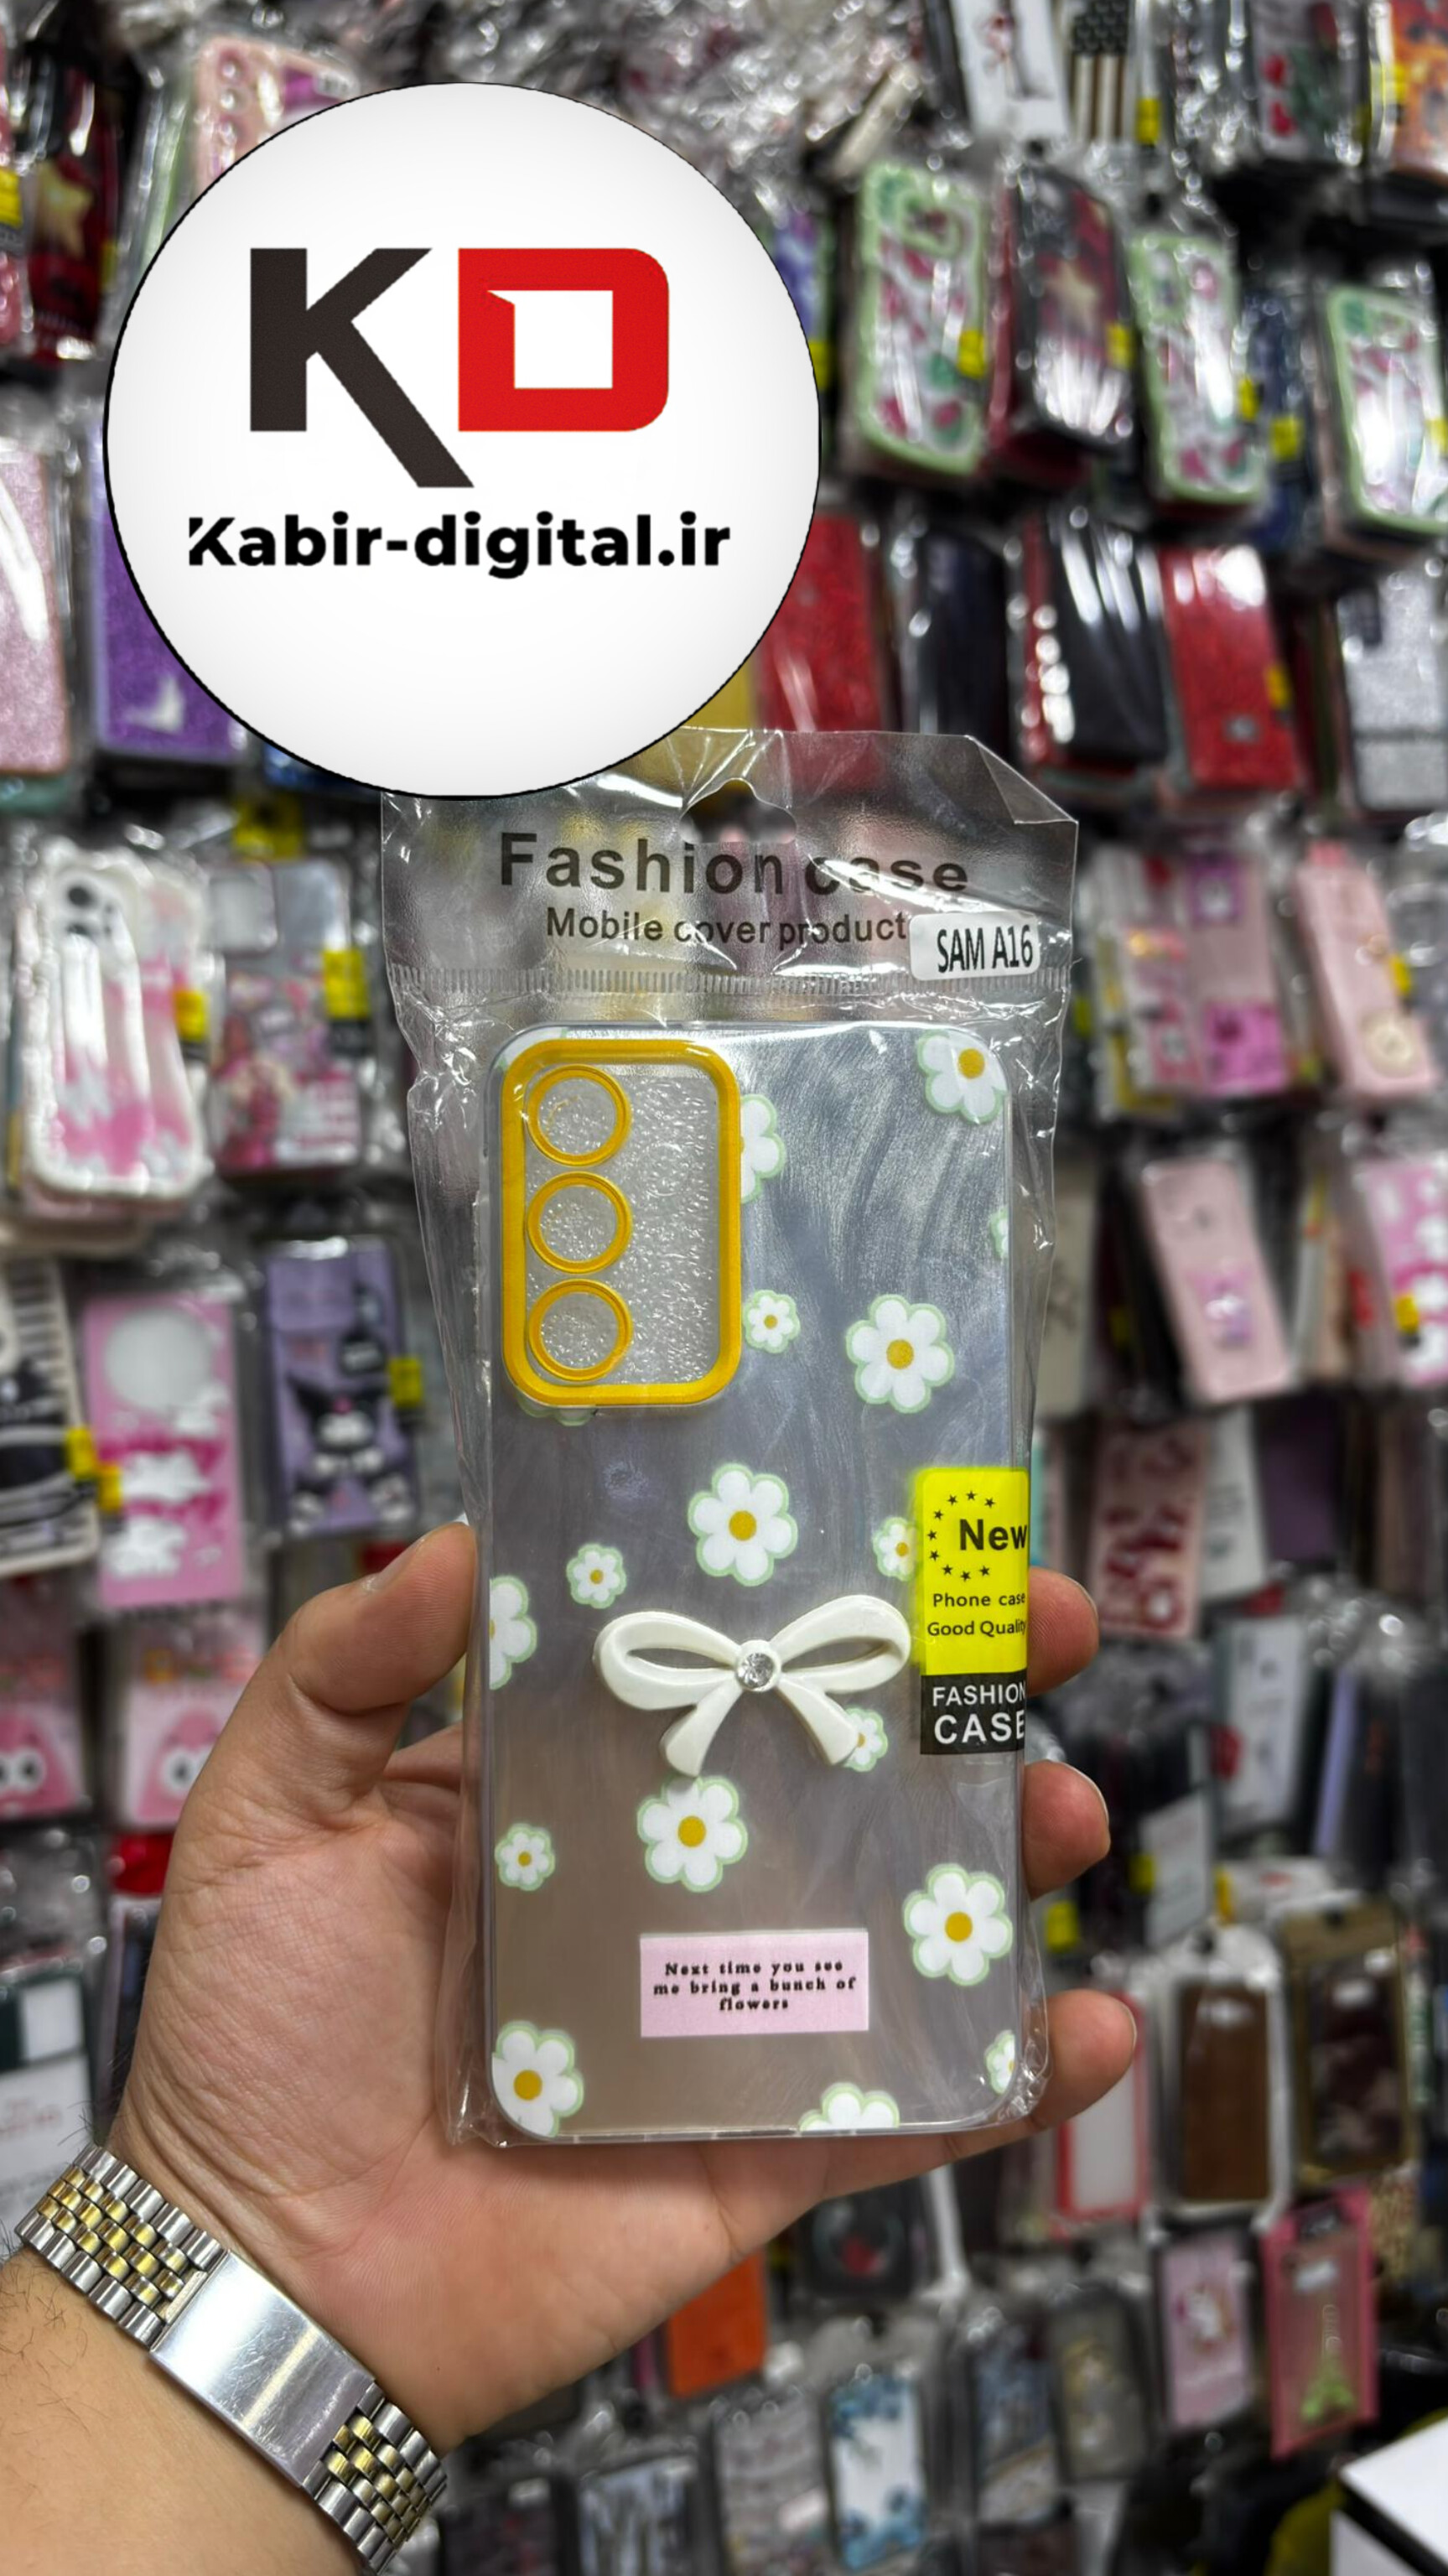 KD
Kabir-digital.ir
Fashion case
Mobile cover product
SAM A16
New
Phone case
Good Quality
FASHION
CASE
Next time you see
me bring a bunch of
flowers